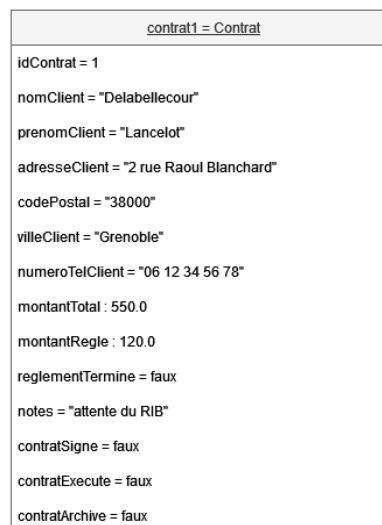 contrat1 = Contrat
idContrat = 1
nomClient = "Delabellecour"
prenomClient = "Lancelot"
adresseClient = "2 rue Raoul Blanchard"
codePostal = "38000"
villeClient = "Grenoble"
numeroTelClient = "06 12 34 56 78"
montantTotal : 550.0
montantRegle : 120.0
reglementTermine = faux
notes = "attente du RIB"
contratSigne = faux
contratExecute = faux
contratArchive = faux